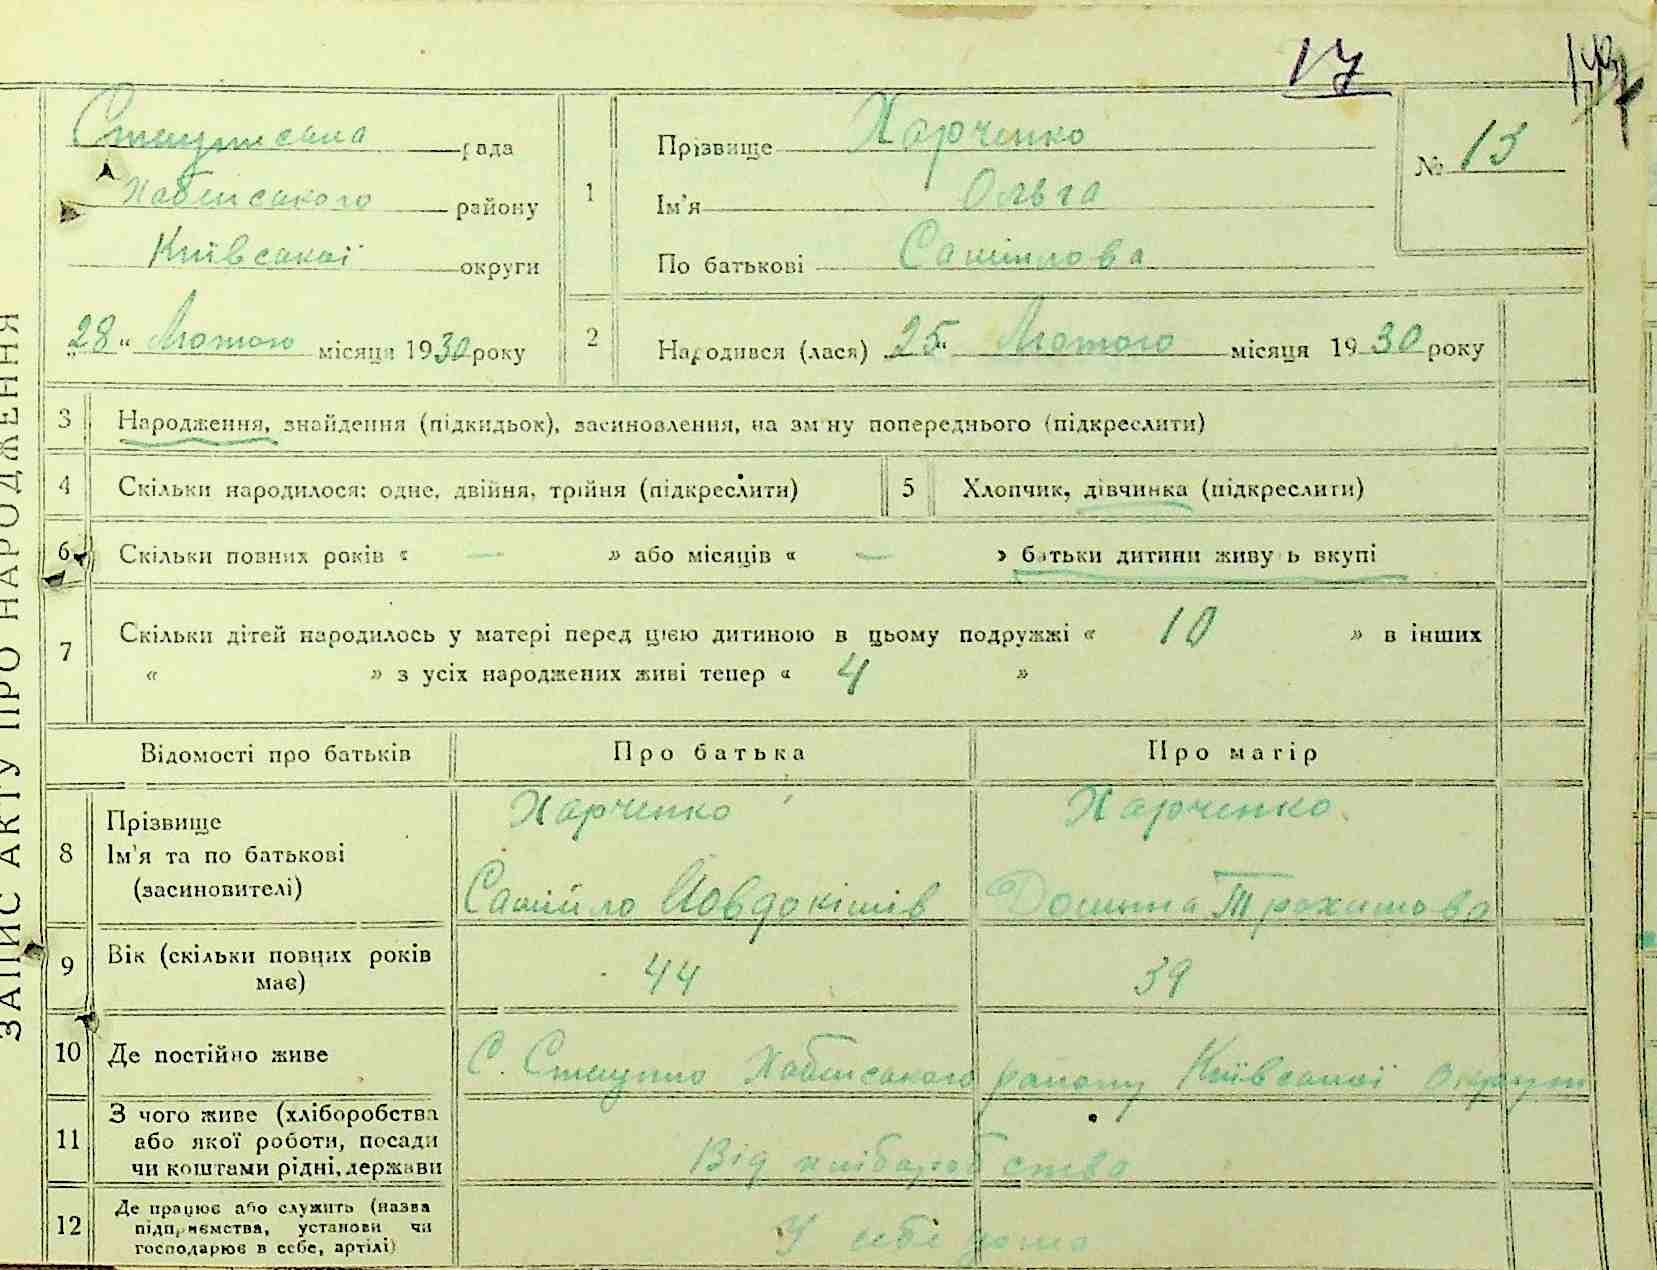 17
ЗАПИС АКТУ ПРО НАРОДЖЕННЯ
рада
Хабенського району
Київської округи
"28" Лютого місяця 1930 року
1
Прізвище Харченко
Ім'я Ольга
По батькові Самійлова
№ 13
2
Народився (лася) "25" Лютого місяця 1930 року
3 Народження, знайдення (підкидьок), засиновлення, на зміну попереднього (підкреслити)
4 Скільки народилося: одне, двійня, трійня (підкреслити)
5 Хлопчик, дівчинка (підкреслити)
6 Скільки повних років « — » або місяців « — » батьки дитини живуть вкупі
7 Скільки дітей народилось у матері перед цією дитиною в цьому подружжі « 10 » в інших
« » з усіх народжених живі тепер « 4 »
Відомості про батьків Про батька Про матір
8 Прізвище
Ім'я та по батькові
(засиновителі)
Харченко
Самійло Йовдокімів
Харченко
Домна Трохимова
9 Вік (скільки повних років
має)
44 39
10 Де постійно живе
С. Хабенського району Київської Округи
11 З чого живе (хліборобства
або якої роботи, посади
чи коштами рідні, держави
Від хліборобства
12 Де працює або служить (назва
підприємства, установи чи
господарює в себе, артілі)
У себе дома